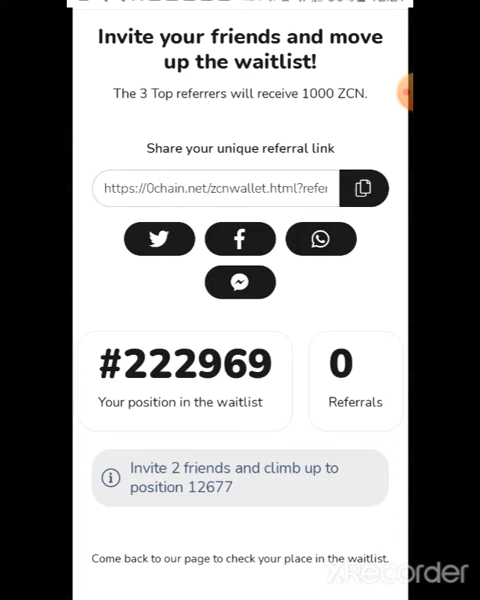 Invite your friends and move
up the waitlist!
The 3 Top referrers will receive 1000 ZCN.
Share your unique referral link
https://0chain.net/zcnwallet.html?refer
#222969
0
Your position in the waitlist
Referrals
Invite 2 friends and climb up to
position 12677
Come back to our page to check your place in the waitlist.
XRecorder